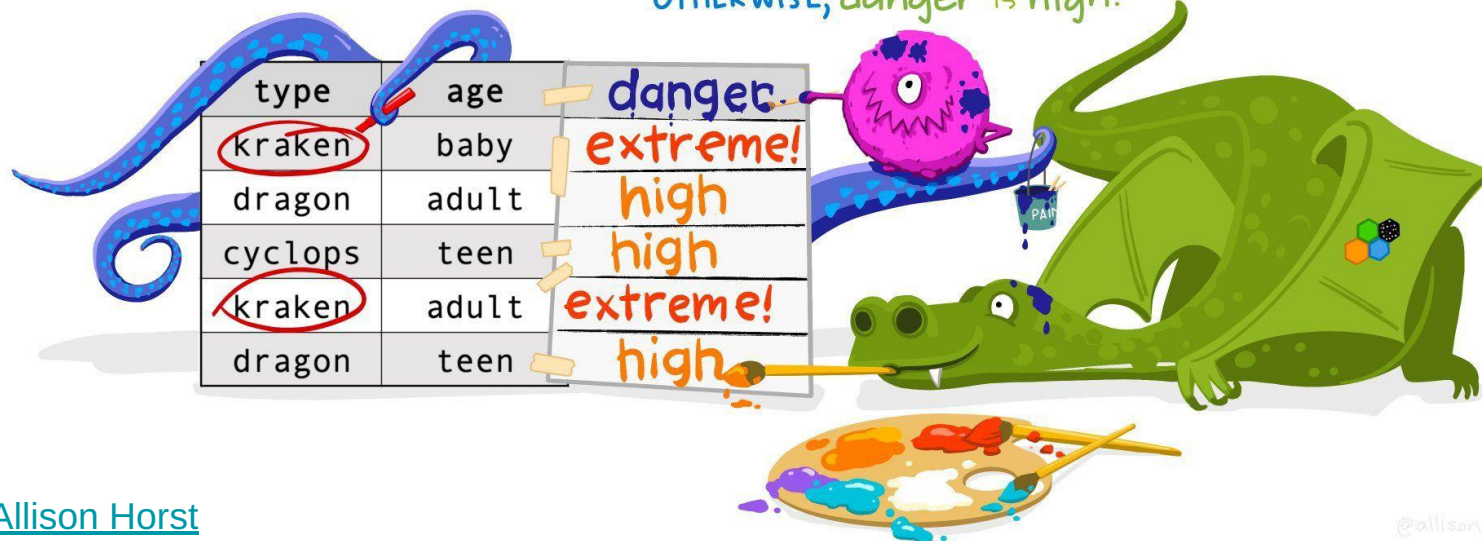 OTHERWISE, danger is high!
type age danger
kraken baby extreme!
dragon adult high
cyclops teen high
kraken adult extreme!
dragon teen high
Allison Horst
@allison